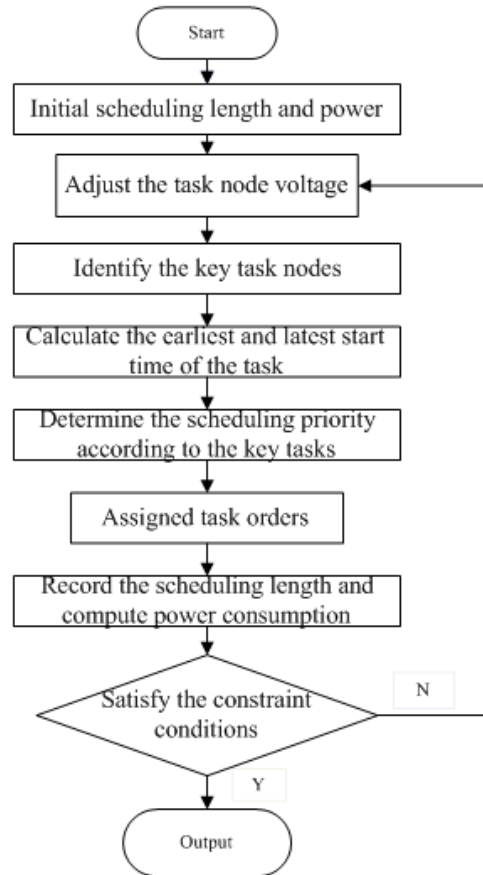 Start
Initial scheduling length and power
Adjust the task node voltage
Identify the key task nodes
Calculate the earliest and latest start
time of the task
Determine the scheduling priority
according to the key tasks
Assigned task orders
Record the scheduling length and
compute power consumption
Satisfy the constraint
conditions
N
Y
Output